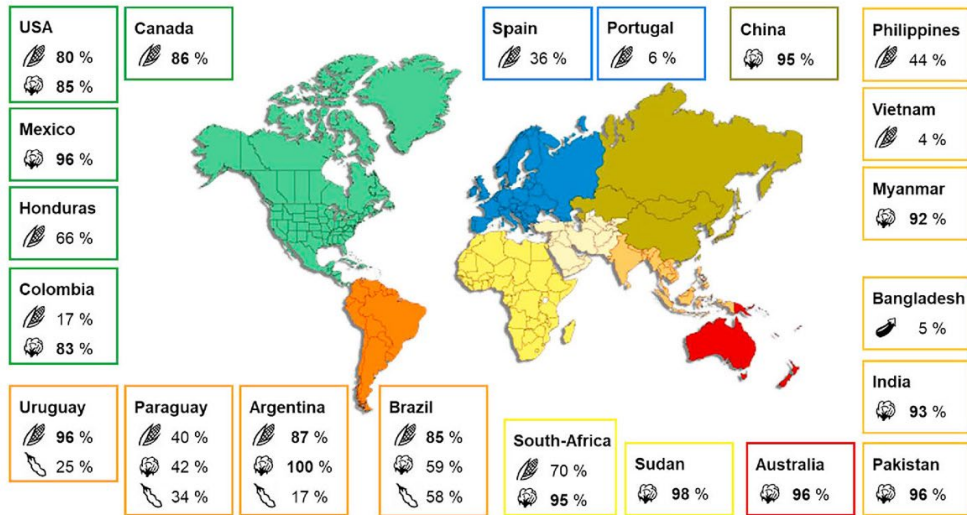 USA
80 %
85 %
Canada
86 %
Spain
36 %
Portugal
6 %
China
95 %
Philippines
44 %
Mexico
96 %
Vietnam
4 %
Honduras
66 %
Myanmar
92 %
Colombia
17 %
83 %
Bangladesh
5 %
India
93 %
Uruguay
96 %
25 %
Paraguay
40 %
42 %
34 %
Argentina
87 %
100 %
17 %
Brazil
85 %
59 %
58 %
South-Africa
70 %
95 %
Sudan
98 %
Australia
96 %
Pakistan
96 %